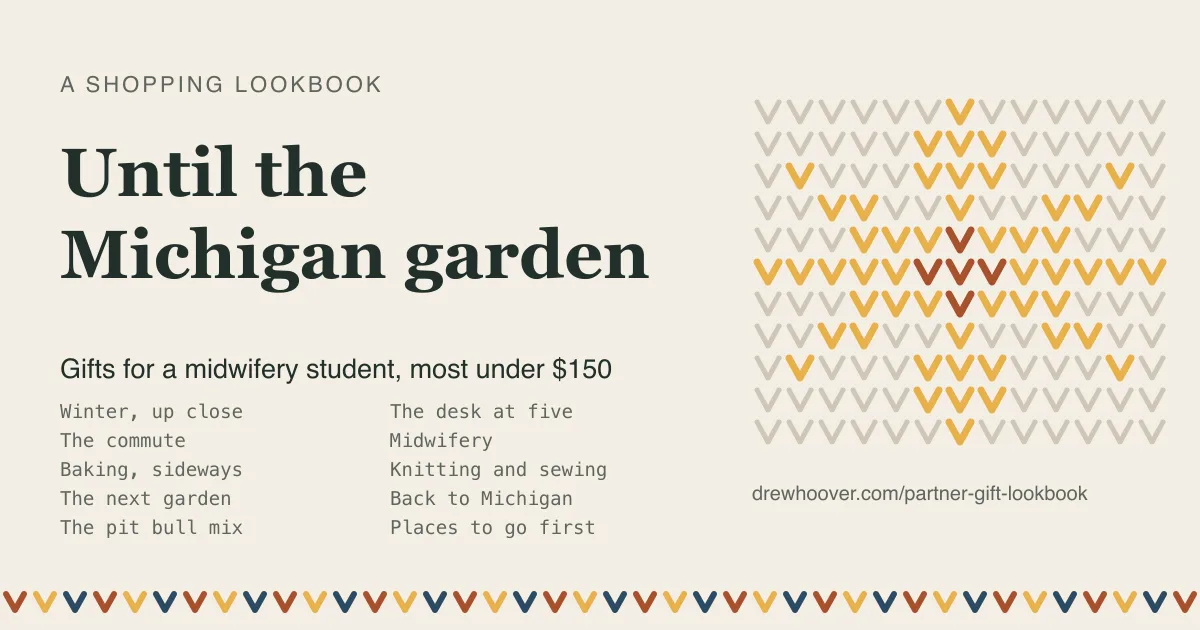 A SHOPPING LOOKBOOK
Until the
Michigan garden
Gifts for a midwifery student, most under $150
Winter, up close
The commute
Baking, sideways
The next garden
The pit bull mix
The desk at five
Midwifery
Knitting and sewing
Back to Michigan
Places to go first
drewhoover.com/partner-gift-lookbook